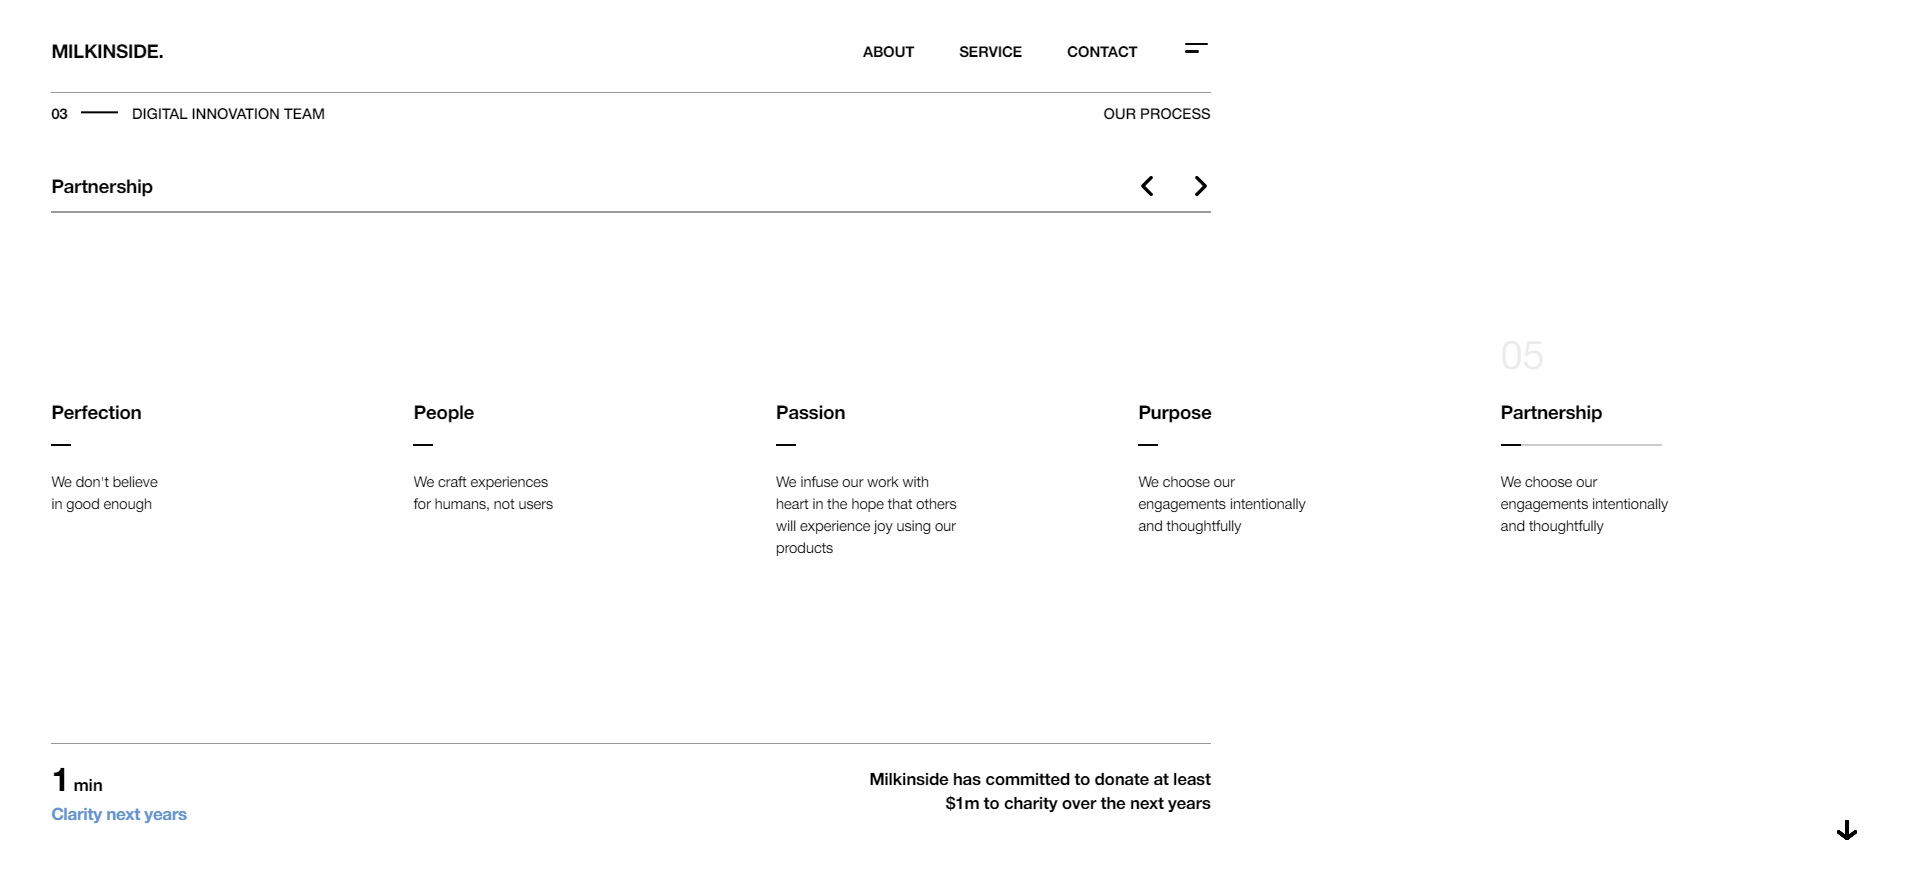 MILKINSIDE.
ABOUT SERVICE CONTACT
03 DIGITAL INNOVATION TEAM
OUR PROCESS
Partnership
Perfection
We don't believe
in good enough
People
We craft experiences
for humans, not users
Passion
We infuse our work with
heart in the hope that others
will experience joy using our
products
Purpose
We choose our
engagements intentionally
and thoughtfully
05
Partnership
We choose our
engagements intentionally
and thoughtfully
1 min
Clarity next years
Milkinside has committed to donate at least
$1m to charity over the next years